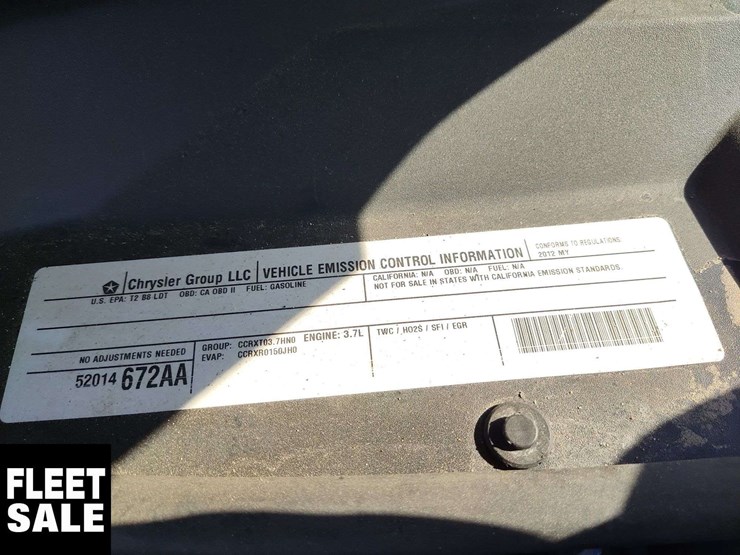 Chrysler Group LLC VEHICLE EMISSION CONTROL INFORMATION CONFORMS TO REGULATIONS
2012 MY
U.S. EPA: T2 B8 LDT OBD: CA OBD II FUEL: GASOLINE
CALIFORNIA: N/A OBD: N/A FUEL: N/A
NOT FOR SALE IN STATES WITH CALIFORNIA EMISSION STANDARDS.
NO ADJUSTMENTS NEEDED
52014 672AA
GROUP: CCRXT03.7HN0 ENGINE: 3.7L
EVAP: CCRXR0150JH0
TWC / HO2S / SFI / EGR
FLEET
SALE